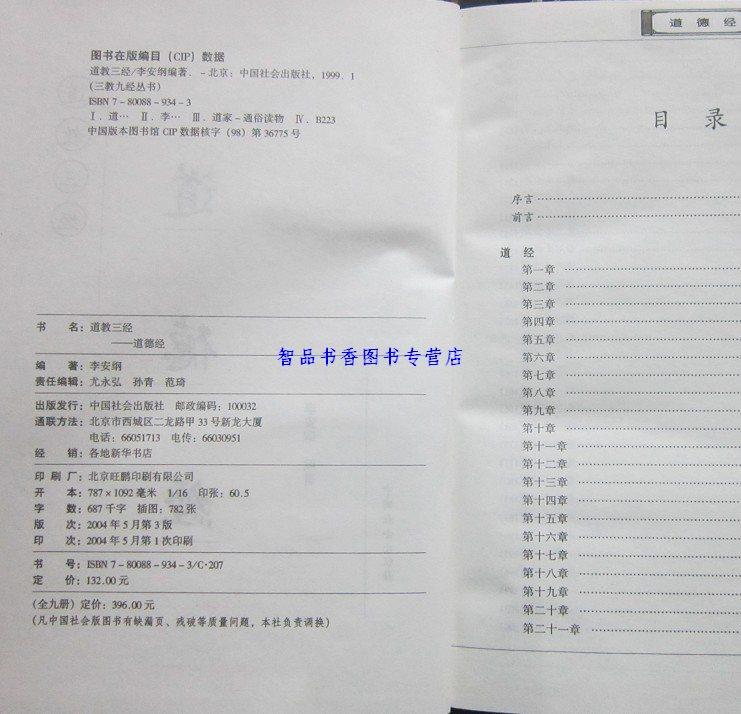 图书在版编目（CIP）数据
道教三经/李安纲编著．－北京：中国社会出版社，1999．1
（三教九经丛书）
ISBN 7－80088－934－3
Ⅰ．道… Ⅱ．李… Ⅲ．道家－通俗读物 Ⅳ．B223
中国版本图书馆 CIP 数据核字（98）第 36775 号
书 名：道教三经
——道德经
编 著：李安纲
责任编辑：尤永弘 孙青 范琦
出版发行：中国社会出版社 邮政编码：100032
通联方法：北京市西城区二龙路甲 33 号新龙大厦
电话：66051713 电传：66030951
经 销：各地新华书店
印 刷 厂：北京旺鹏印刷有限公司
开 本：787×1092 毫米 1/16 印张：60.5
字 数：687 千字 插图：782 张
版 次：2004 年 5 月第 3 版
印 次：2004 年 5 月第 1 次印刷
书 号：ISBN 7－80088－934－3/C·207
定 价：132.00 元
（全九册）定价：396.00 元
（凡中国社会版图书有缺漏页、残破等质量问题，本社负责调换）
智品书香图书专营店
道 德 经
目 录
序言
前言
道 经
第一章
第二章
第三章
第四章
第五章
第六章
第七章
第八章
第九章
第十章
第十一章
第十二章
第十三章
第十四章
第十五章
第十六章
第十七章
第十八章
第十九章
第二十章
第二十一章